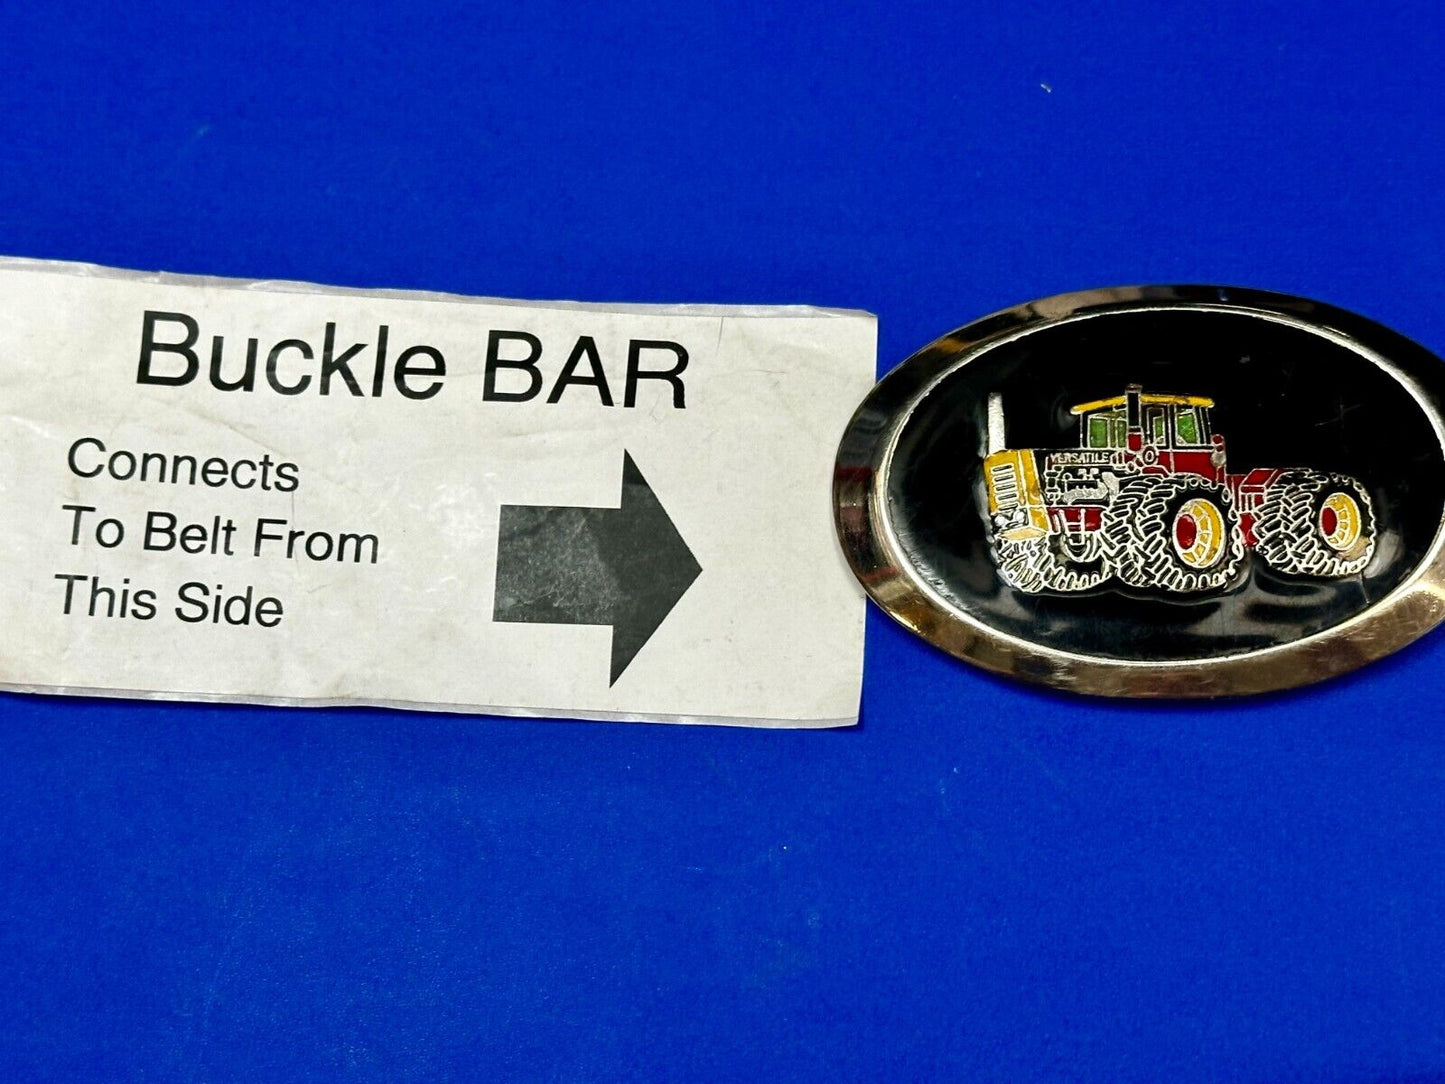 Buckle BAR
Connects
To Belt From
This Side
VERSATILE